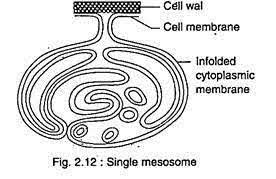 Cell wal
Cell membrane
Infolded
cytoplasmic
membrane
Fig. 2.12 : Single mesosome